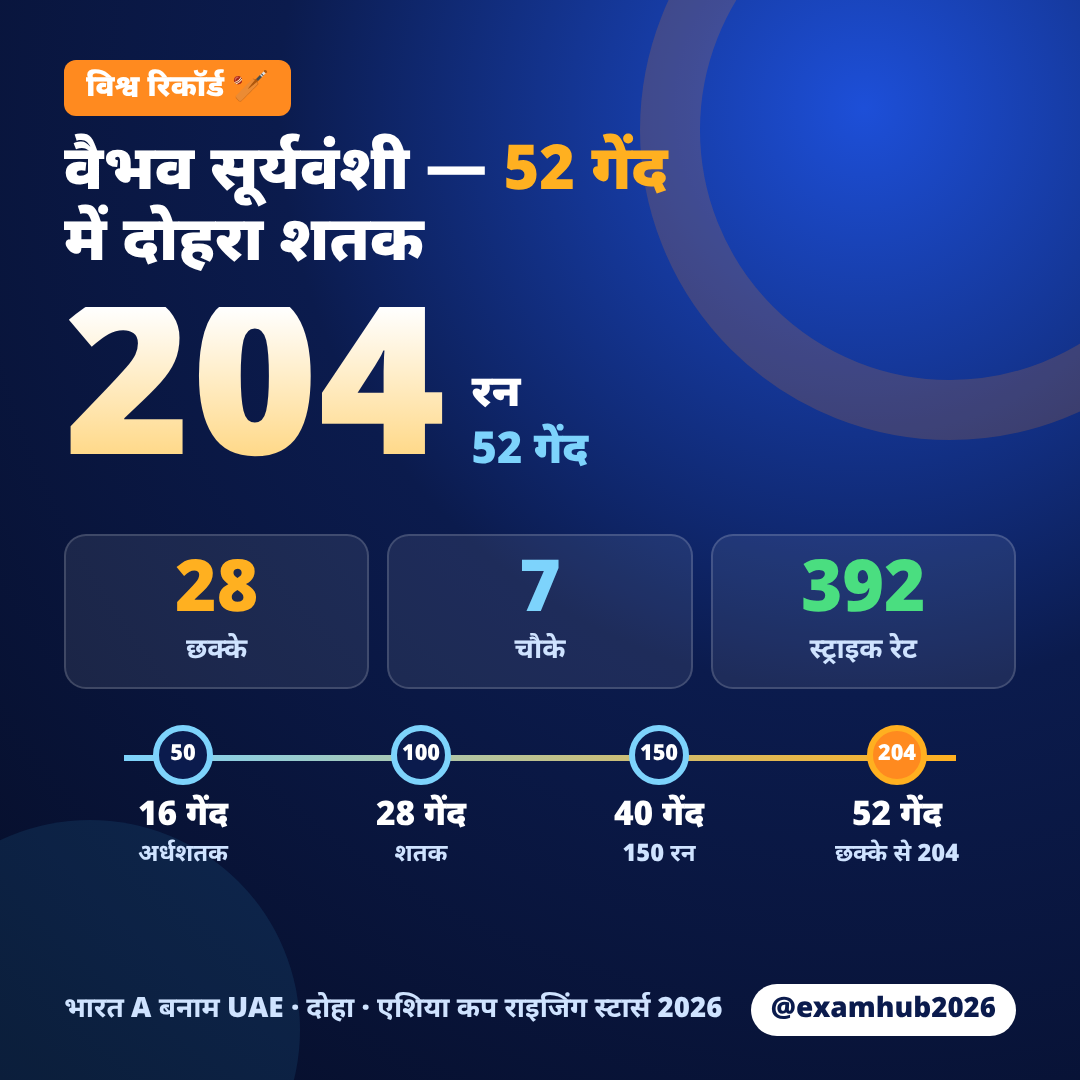 विश्व रिकॉर्ड 🏏
वैभव सूर्यवंशी — 52 गेंद
में दोहरा शतक
204
रन
52 गेंद
28
छक्के
7
चौके
392
स्ट्राइक रेट
50
16 गेंद
अर्धशतक
100
28 गेंद
शतक
150
40 गेंद
150 रन
204
52 गेंद
छक्के से 204
भारत A बनाम UAE · दोहा · एशिया कप राइजिंग स्टार्स 2026
@examhub2026